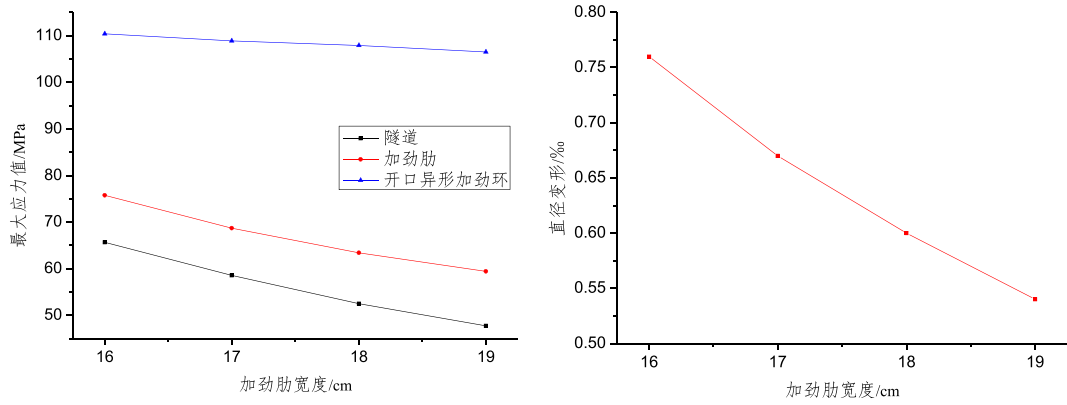 最大应力值/MPa
110
100
90
80
70
60
50
16 17 18 19
加劲肋宽度/cm
隧道
加劲肋
开口异形加劲环
直径变形/‰
0.80
0.75
0.70
0.65
0.60
0.55
0.50
16 17 18 19
加劲肋宽度/cm